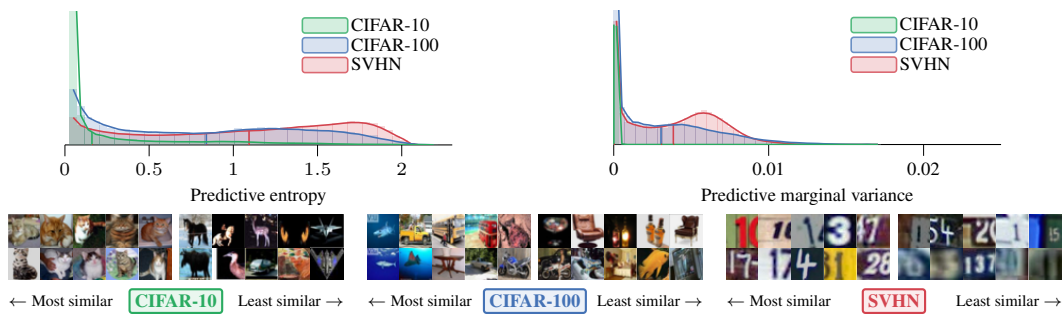 CIFAR-10
CIFAR-100
SVHN
0 0.5 1 1.5 2
Predictive entropy
CIFAR-10
CIFAR-100
SVHN
0 0.01 0.02
Predictive marginal variance
← Most similar CIFAR-10 Least similar →
← Most similar CIFAR-100 Least similar →
← Most similar SVHN Least similar →